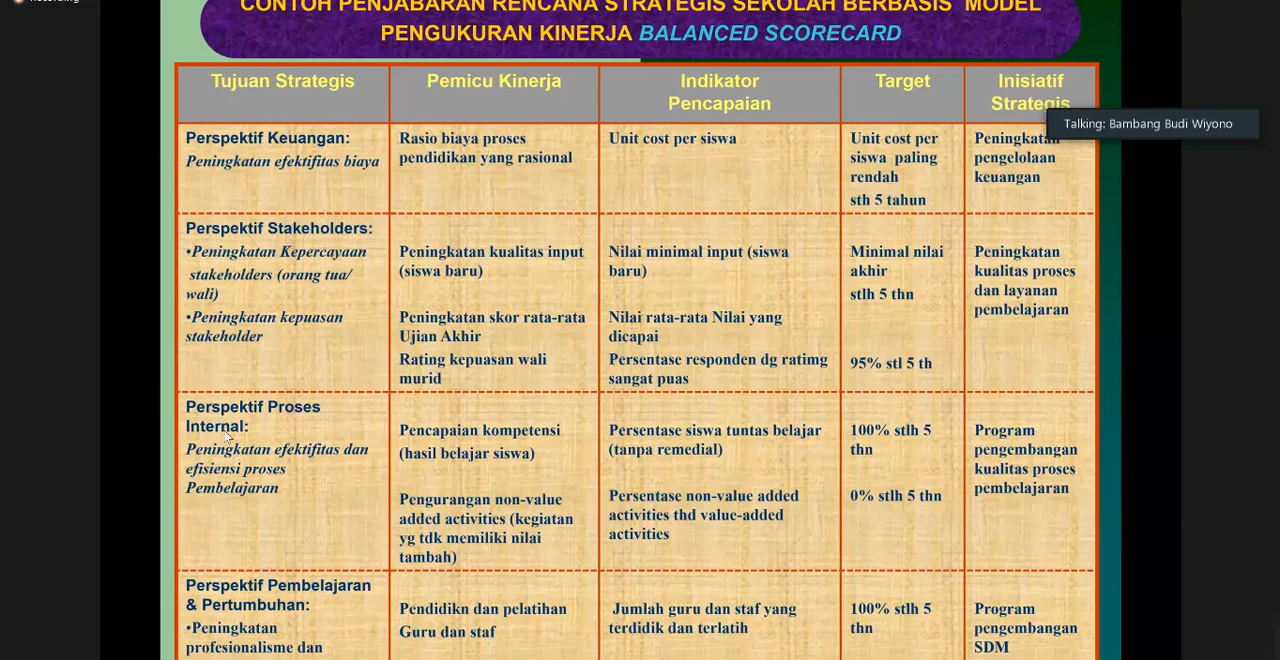 Recording
CONTOH PENJABARAN RENCANA STRATEGIS SEKOLAH BERBASIS MODEL
PENGUKURAN KINERJA BALANCED SCORECARD
Tujuan Strategis
Pemicu Kinerja
Indikator
Pencapaian
Target
Inisiatif
Strategis
Talking: Bambang Budi Wiyono
Perspektif Keuangan:
Peningkatan efektifitas biaya
Rasio biaya proses
pendidikan yang rasional
Unit cost per siswa
Unit cost per
siswa paling
rendah
sth 5 tahun
Peningkatan
pengelolaan
keuangan
Perspektif Stakeholders:
•Peningkatan Kepercayaan
stakeholders (orang tua/
wali)
•Peningkatan kepuasan
stakeholder
Peningkatan kualitas input
(siswa baru)
Peningkatan skor rata-rata
Ujian Akhir
Rating kepuasan wali
murid
Nilai minimal input (siswa
baru)
Nilai rata-rata Nilai yang
dicapai
Persentase responden dg ratimg
sangat puas
Minimal nilai
akhir
stlh 5 thn
95% stl 5 th
Peningkatan
kualitas proses
dan layanan
pembelajaran
Perspektif Proses
Internal:
Peningkatan efektifitas dan
efisiensi proses
Pembelajaran
Pencapaian kompetensi
(hasil belajar siswa)
Pengurangan non-value
added activities (kegiatan
yg tdk memiliki nilai
tambah)
Persentase siswa tuntas belajar
(tanpa remedial)
Persentase non-value added
activities thd value-added
activities
100% stlh 5
thn
0% stlh 5 thn
Program
pengembangan
kualitas proses
pembelajaran
Perspektif Pembelajaran
& Pertumbuhan:
•Peningkatan
profesionalisme dan
Pendidikn dan pelatihan
Guru dan staf
Jumlah guru dan staf yang
terdidik dan terlatih
100% stlh 5
thn
Program
pengembangan
SDM